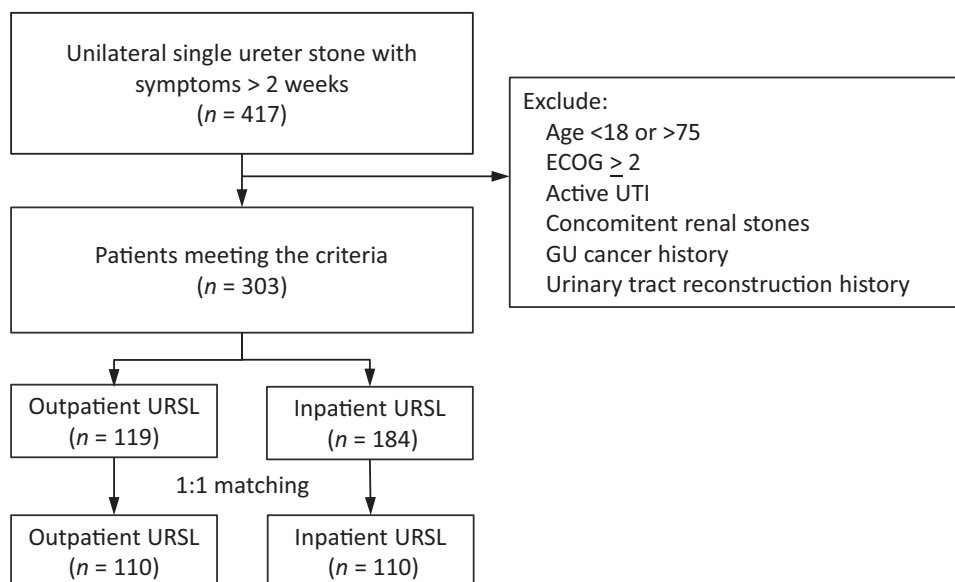 Unilateral single ureter stone with
symptoms > 2 weeks
(n = 417)
Exclude:
Age <18 or >75
ECOG ≥ 2
Active UTI
Concomitent renal stones
GU cancer history
Urinary tract reconstruction history
Patients meeting the criteria
(n = 303)
Outpatient URSL
(n = 119)
Inpatient URSL
(n = 184)
1:1 matching
Outpatient URSL
(n = 110)
Inpatient URSL
(n = 110)